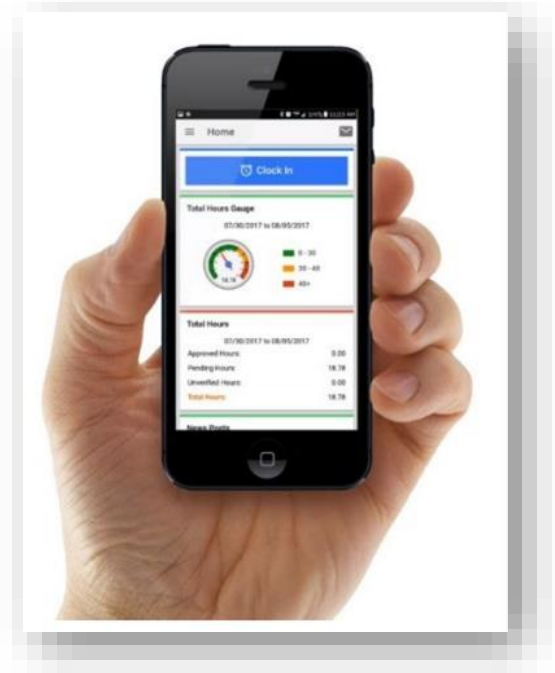 Home
Clock In
Total Hours Gauge
07/30/2017 to 08/05/2017
0 - 30
30 - 40
40+
18.78
Total Hours
07/30/2017 to 08/05/2017
Approved Hours: 0.00
Pending Hours: 18.78
Unverified Hours: 0.00
Total Hours: 18.78
News Posts